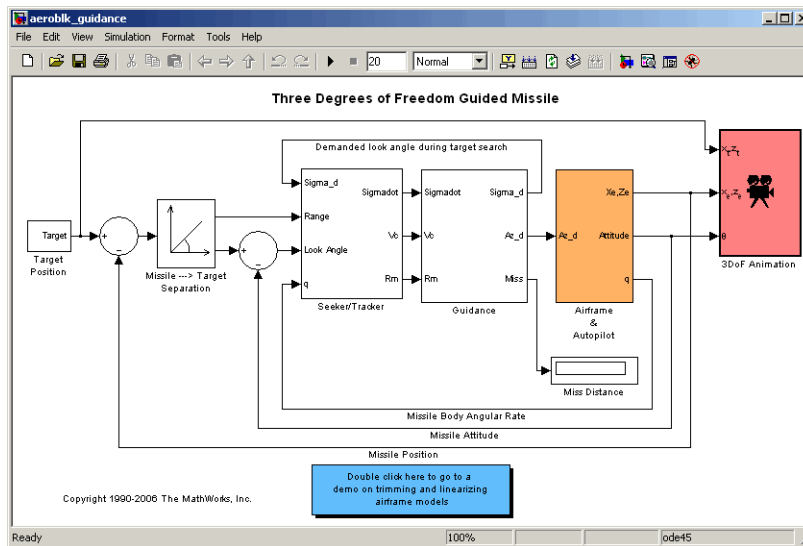 aeroblk_guidance
File Edit View Simulation Format Tools Help
20
Normal
Three Degrees of Freedom Guided Missile
Demanded look angle during target search
Sigma_d
Range
Look Angle
q
Sigmadot
Vc
Rm
Seeker/Tracker
Sigmadot
Vc
Rm
Sigma_d
Az_d
Miss
Guidance
Az_d
Xe,Ze
Attitude
q
Airframe
&
Autopilot
xT,zT
xe,ze
θ
3DoF Animation
Target
Target
Position
+
-
Missile ---> Target
Separation
+
-
Miss Distance
Missile Body Angular Rate
Missile Attitude
Missile Position
Double click here to go to a
demo on trimming and linearizing
airframe models
Copyright 1990-2006 The MathWorks, Inc.
Ready
100%
ode45